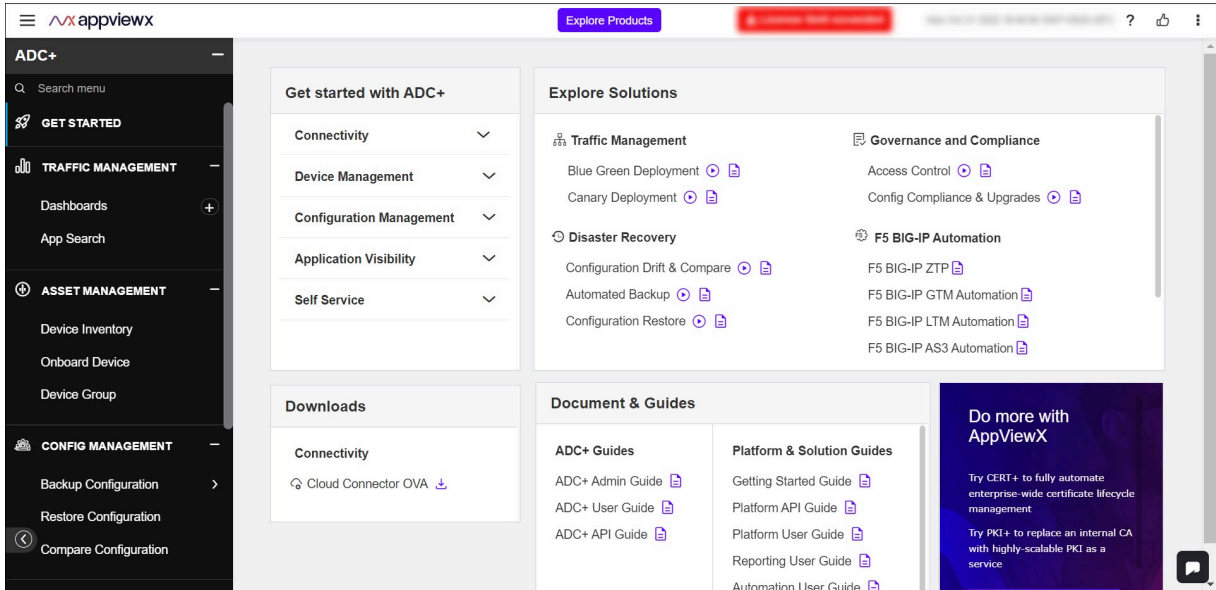 appviewx
Explore Products
?
ADC+
Search menu
GET STARTED
TRAFFIC MANAGEMENT
Dashboards
App Search
ASSET MANAGEMENT
Device Inventory
Onboard Device
Device Group
CONFIG MANAGEMENT
Backup Configuration
Restore Configuration
Compare Configuration
Get started with ADC+
Connectivity
Device Management
Configuration Management
Application Visibility
Self Service
Explore Solutions
Traffic Management
Blue Green Deployment
Canary Deployment
Disaster Recovery
Configuration Drift & Compare
Automated Backup
Configuration Restore
Governance and Compliance
Access Control
Config Compliance & Upgrades
F5 BIG-IP Automation
F5 BIG-IP ZTP
F5 BIG-IP GTM Automation
F5 BIG-IP LTM Automation
F5 BIG-IP AS3 Automation
Downloads
Connectivity
Cloud Connector OVA
Document & Guides
ADC+ Guides
ADC+ Admin Guide
ADC+ User Guide
ADC+ API Guide
Platform & Solution Guides
Getting Started Guide
Platform API Guide
Platform User Guide
Reporting User Guide
Automation User Guide
Do more with
AppViewX
Try CERT+ to fully automate
enterprise-wide certificate lifecycle
management
Try PKI+ to replace an internal CA
with highly-scalable PKI as a
service